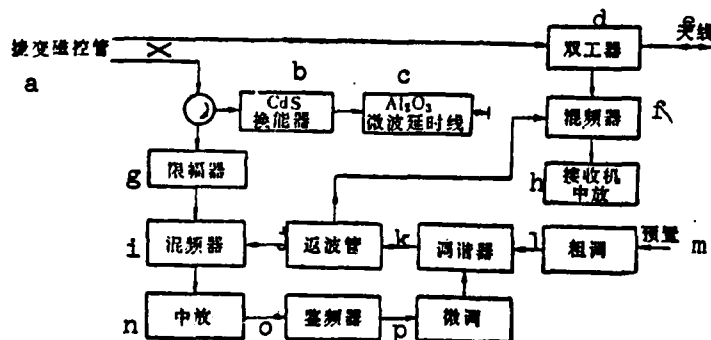 d
双工器
e
天线
捷变磁控管
a
b
CdS
换能器
c
Al₂O₃
微波延时线
混频器
f
g
限幅器
h
接收机
中放
i
混频器
j
返波管
k
调谐器
l
粗调
预置
m
n
中放
o
鉴频器
p
微调